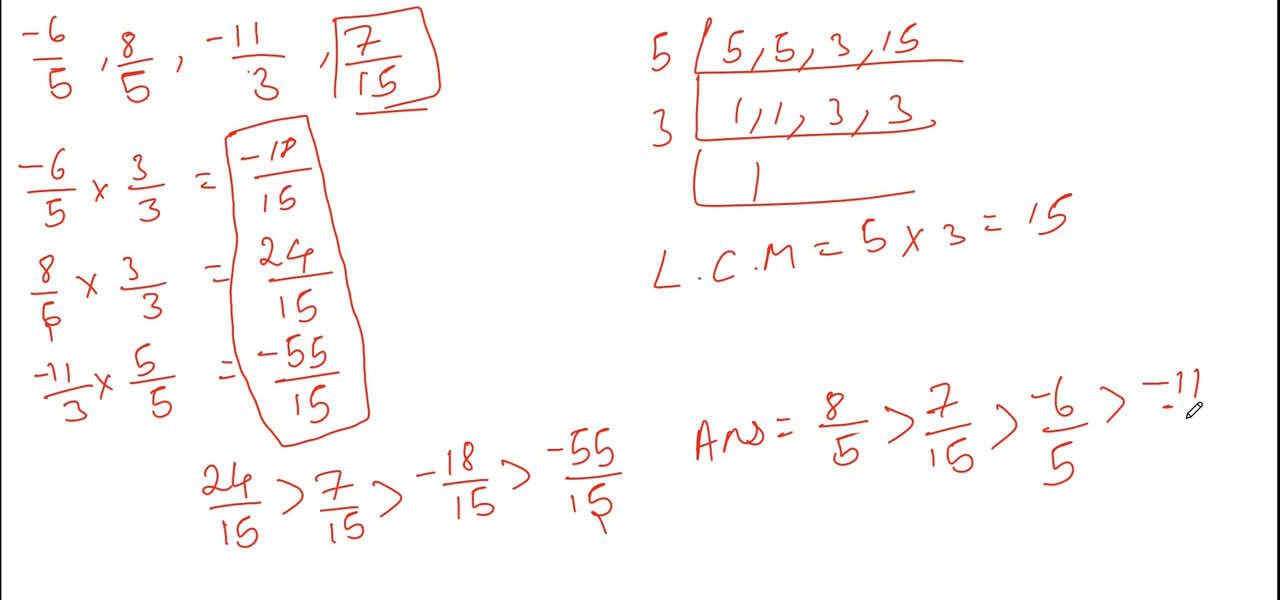 -6/5, 8/5, -11/3, 7/15
-6/5 × 3/3 = -18/15
8/5 × 3/3 = 24/15
-11/3 × 5/5 = -55/15
24/15 > 7/15 > -18/15 > -55/15
5 | 5, 5, 3, 15
3 | 1, 1, 3, 3,
1
L.C.M = 5 × 3 = 15
Ans = 8/5 > 7/15 > -6/5 > -11